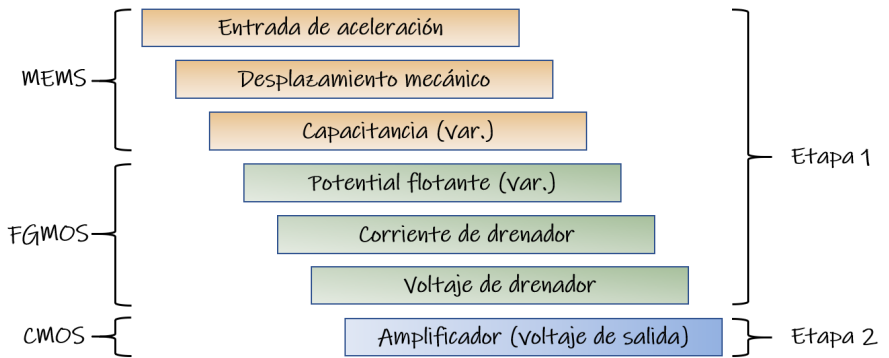 Entrada de aceleración
MEMS
Desplazamiento mecánico
Capacitancia (var.)
Etapa 1
Potential flotante (var.)
FGMOS
Corriente de drenador
Voltaje de drenador
CMOS
Amplificador (voltaje de salida)
Etapa 2